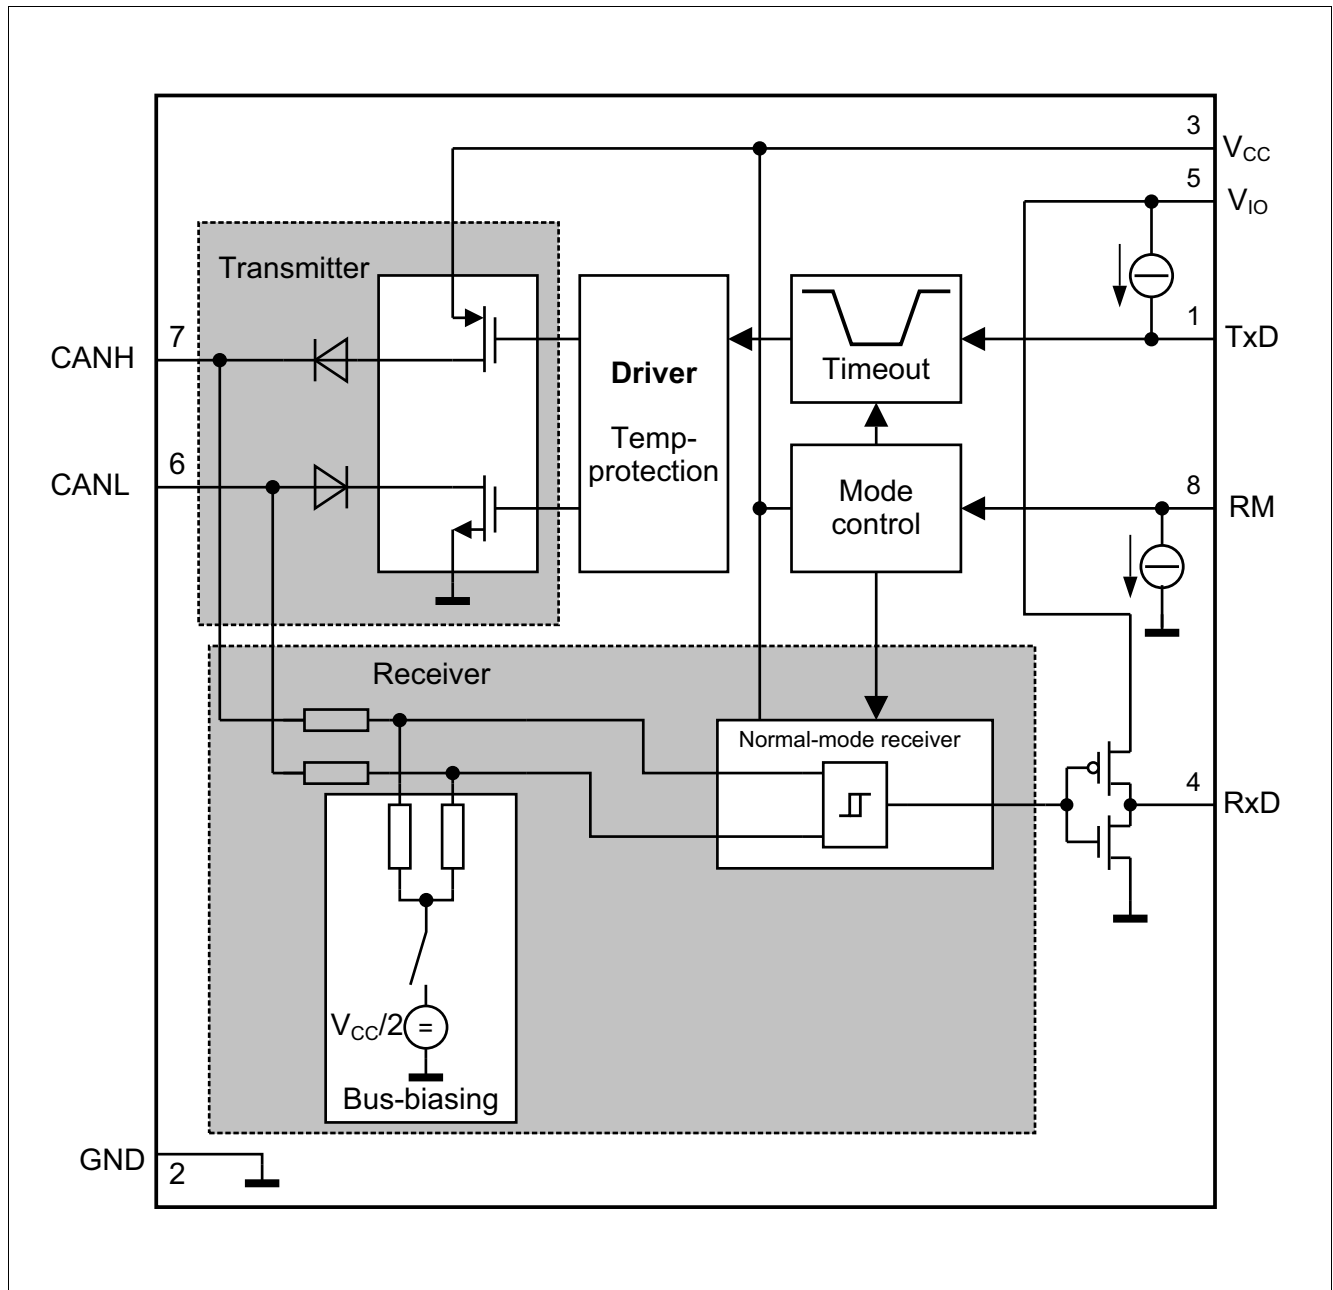 3
VCC
5
VIO
Transmitter
7
CANH
1
TxD
Timeout
Driver
Temp-
protection
6
CANL
Mode
control
8
RM
Receiver
Normal-mode receiver
4
RxD
VCC/2
=
Bus-biasing
GND
2